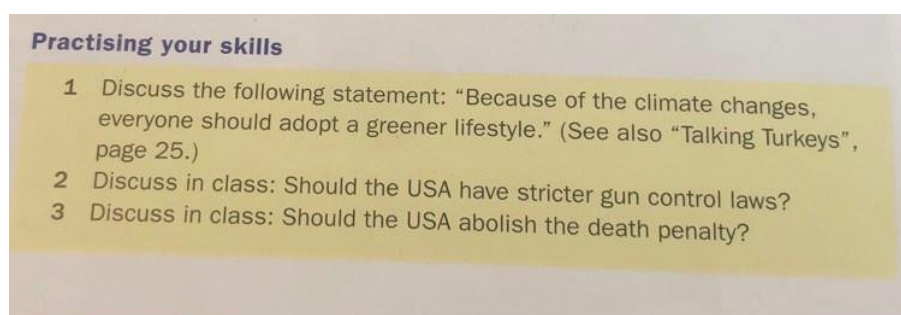 Practising your skills
1 Discuss the following statement: “Because of the climate changes,
everyone should adopt a greener lifestyle.” (See also “Talking Turkeys”,
page 25.)
2 Discuss in class: Should the USA have stricter gun control laws?
3 Discuss in class: Should the USA abolish the death penalty?